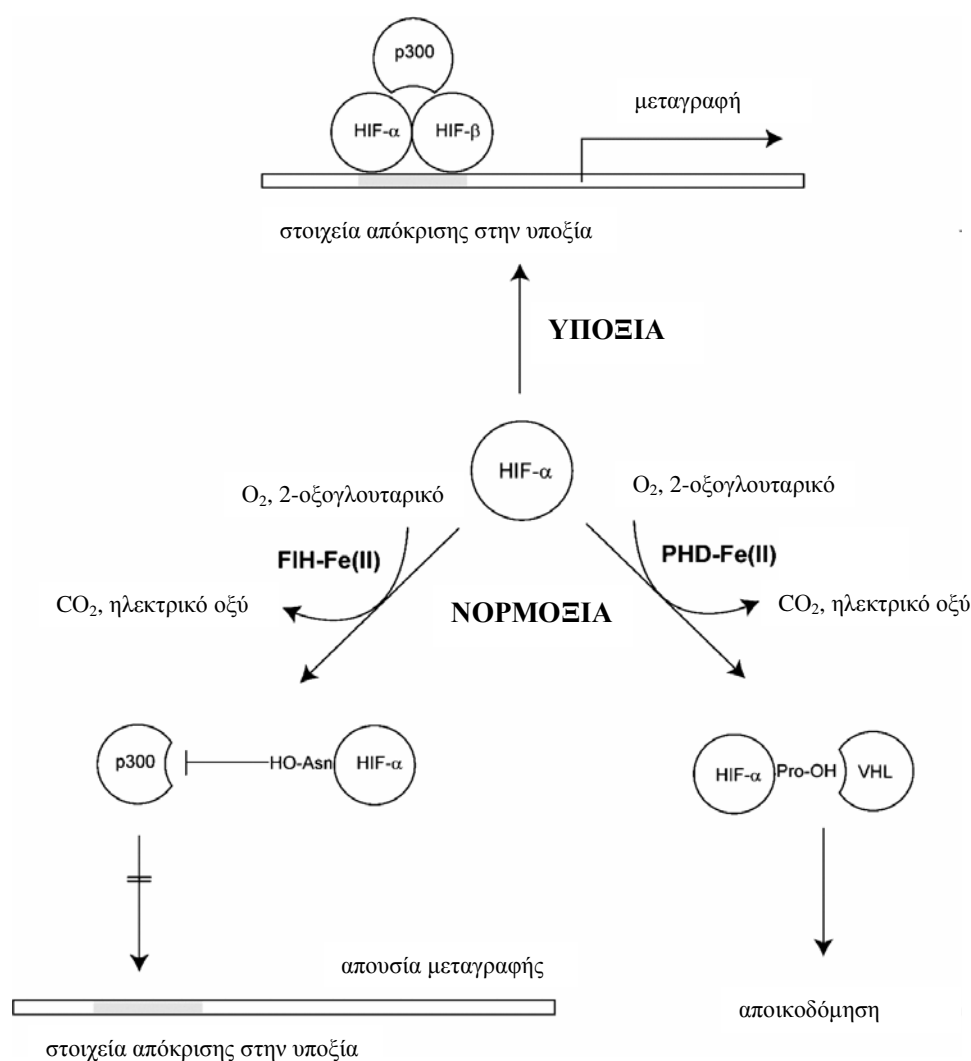 p300
μεταγραφή
HIF-α HIF-β
στοιχεία απόκρισης στην υποξία
ΥΠΟΞΙΑ
HIF-α
O₂, 2-οξογλουταρικό
O₂, 2-οξογλουταρικό
FIH-Fe(II)
PHD-Fe(II)
CO₂, ηλεκτρικό οξύ
ΝΟΡΜΟΞΙΑ
CO₂, ηλεκτρικό οξύ
p300 HO-Asn HIF-α
HIF-α Pro-OH VHL
απουσία μεταγραφής
αποικοδόμηση
στοιχεία απόκρισης στην υποξία